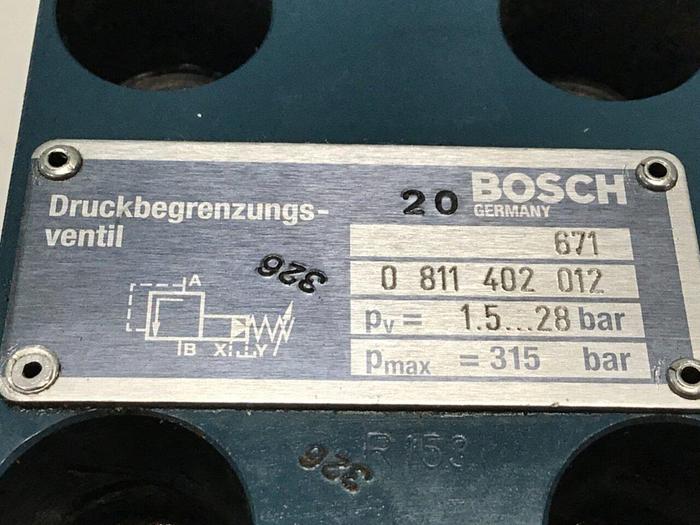 Druckbegrenzungs-
ventil
20
BOSCH
GERMANY
671
0 811 402 012
pv = 1.5...28 bar
pmax = 315 bar
326
A
B X Y
R 153
326